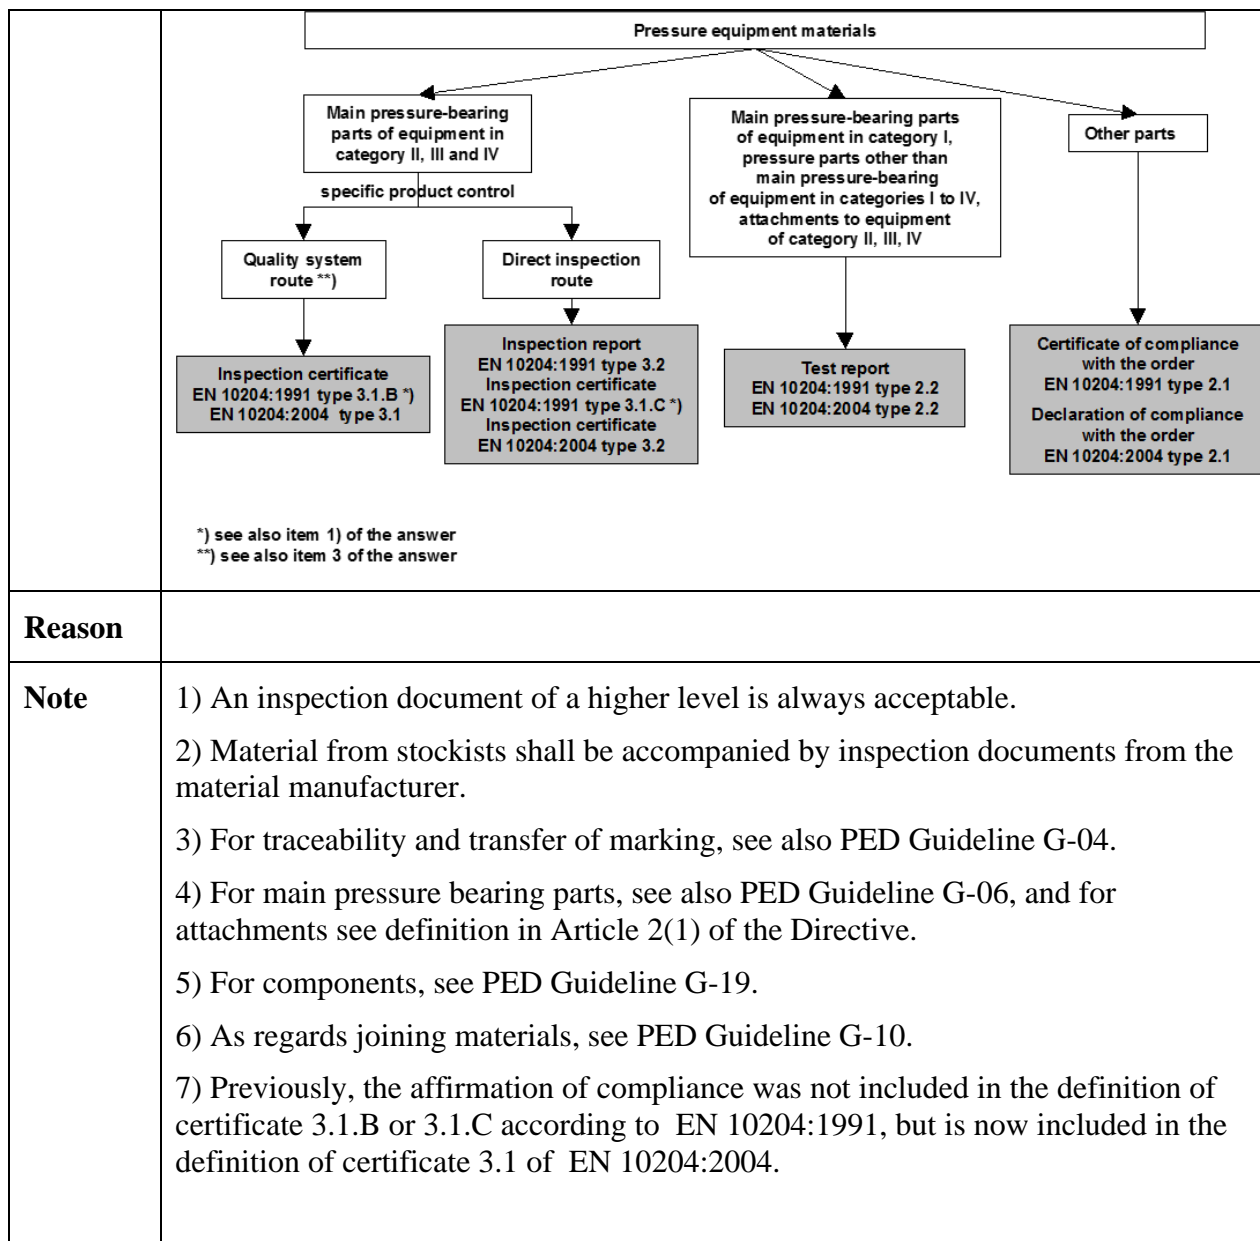 Pressure equipment materials
Main pressure-bearing
parts of equipment in
category II, III and IV
Main pressure-bearing parts
of equipment in category I,
pressure parts other than
main pressure-bearing
of equipment in categories I to IV,
attachments to equipment
of category II, III, IV
Other parts
specific product control
Quality system
route **)
Direct inspection
route
Inspection certificate
EN 10204:1991 type 3.1.B *)
EN 10204:2004 type 3.1
Inspection report
EN 10204:1991 type 3.2
Inspection certificate
EN 10204:1991 type 3.1.C *)
Inspection certificate
EN 10204:2004 type 3.2
Test report
EN 10204:1991 type 2.2
EN 10204:2004 type 2.2
Certificate of compliance
with the order
EN 10204:1991 type 2.1
Declaration of compliance
with the order
EN 10204:2004 type 2.1
*) see also item 1) of the answer
**) see also item 3 of the answer
Reason
Note
1) An inspection document of a higher level is always acceptable.
2) Material from stockists shall be accompanied by inspection documents from the
material manufacturer.
3) For traceability and transfer of marking, see also PED Guideline G-04.
4) For main pressure bearing parts, see also PED Guideline G-06, and for
attachments see definition in Article 2(1) of the Directive.
5) For components, see PED Guideline G-19.
6) As regards joining materials, see PED Guideline G-10.
7) Previously, the affirmation of compliance was not included in the definition of
certificate 3.1.B or 3.1.C according to EN 10204:1991, but is now included in the
definition of certificate 3.1 of EN 10204:2004.